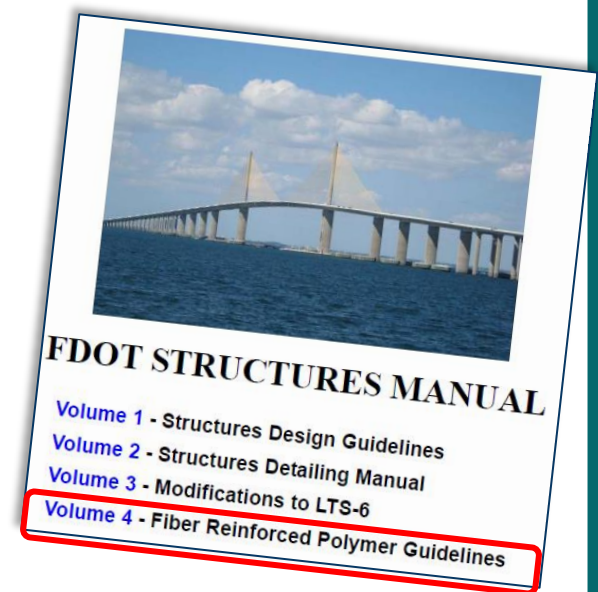 FDOT STRUCTURES MANUAL
Volume 1 - Structures Design Guidelines
Volume 2 - Structures Detailing Manual
Volume 3 - Modifications to LTS-6
Volume 4 - Fiber Reinforced Polymer Guidelines